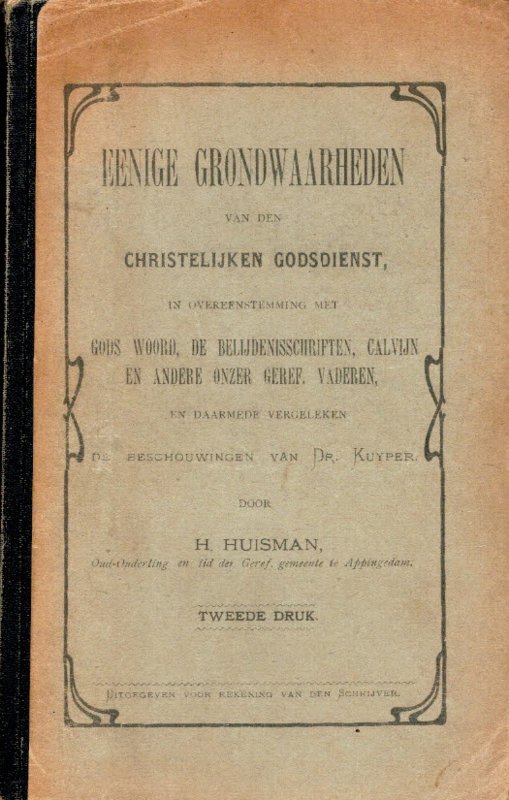 EENIGE GRONDWAARHEDEN
VAN DEN
CHRISTELIJKEN GODSDIENST,
IN OVEREENSTEMMING MET
GODS WOORD, DE BELIJDENISSCHRIFTEN, CALVIJN
EN ANDERE ONZER GEREF. VADEREN,
EN DAARMEDE VERGELEKEN
DE BESCHOUWINGEN VAN DR. KUYPER.
DOOR
H. HUISMAN,
Oud-Ouderling en lid der Geref. gemeente te Appingedam.
TWEEDE DRUK.
UITGEGEVEN VOOR REKENING VAN DEN SCHRIJVER.